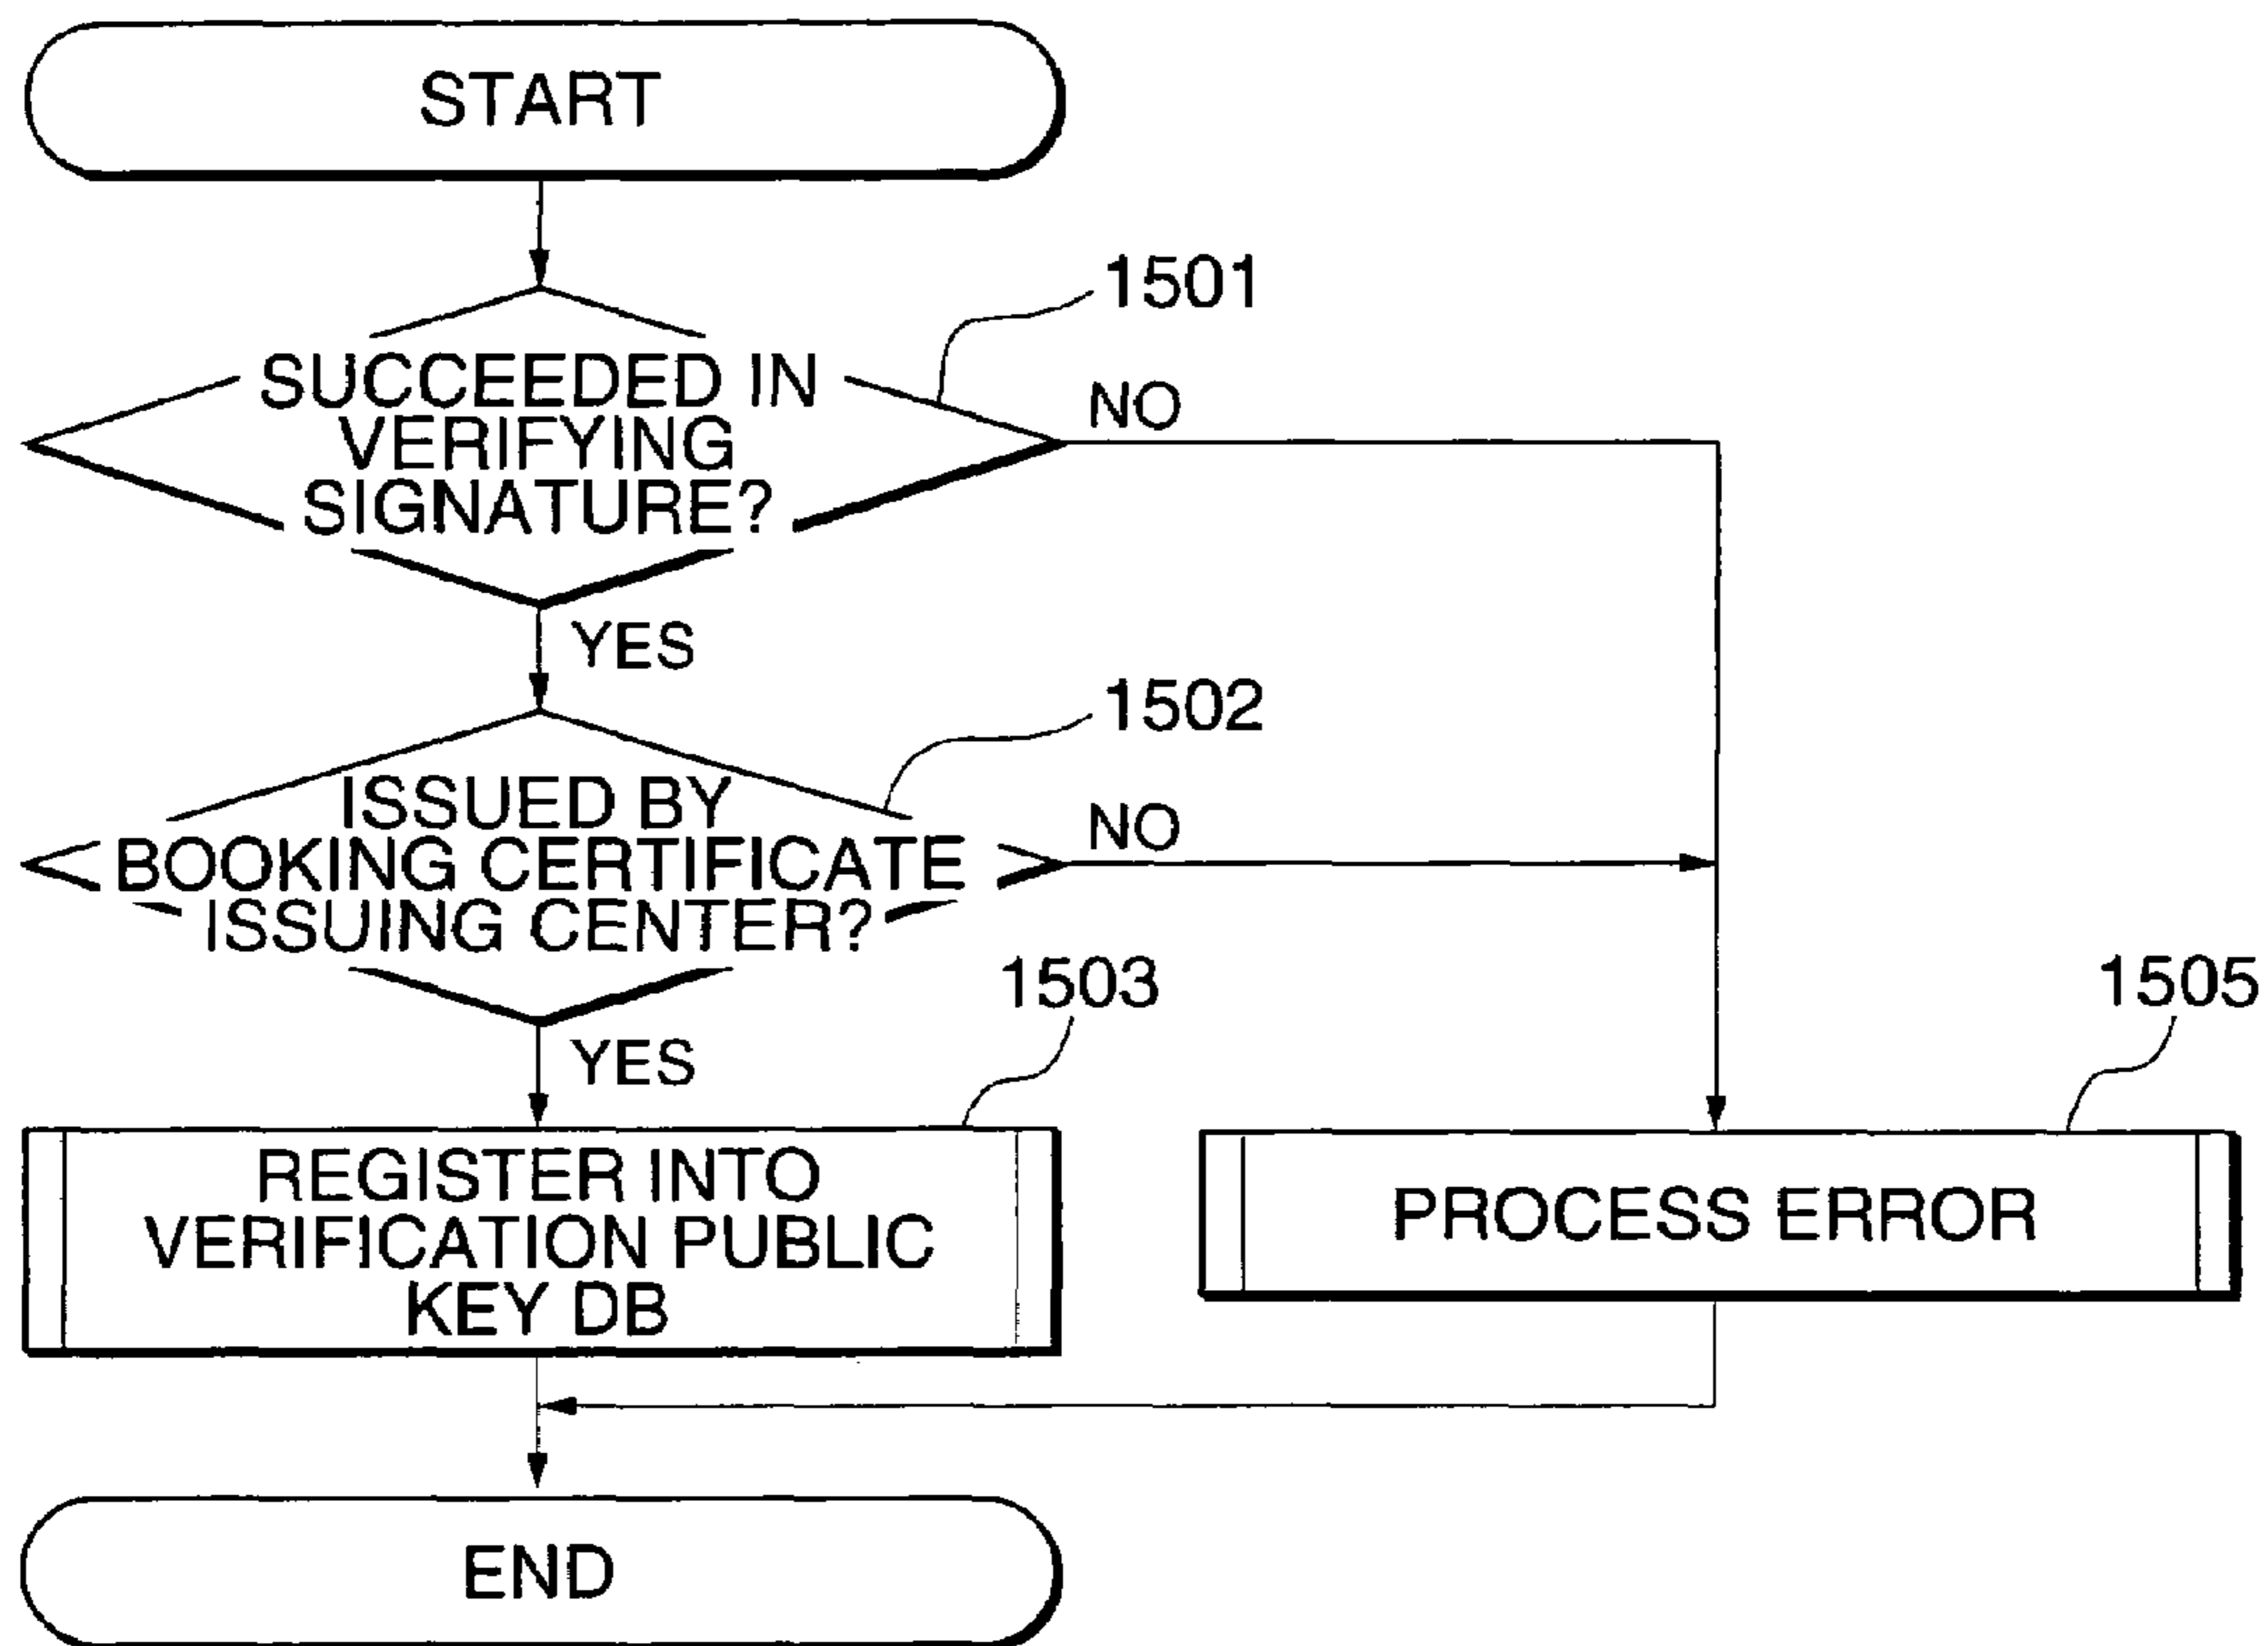 START
1501
SUCCEEDED IN
VERIFYING
SIGNATURE?
NO
YES
1502
ISSUED BY
BOOKING CERTIFICATE
ISSUING CENTER?
NO
YES
1503
REGISTER INTO
VERIFICATION PUBLIC
KEY DB
1505
PROCESS ERROR
END